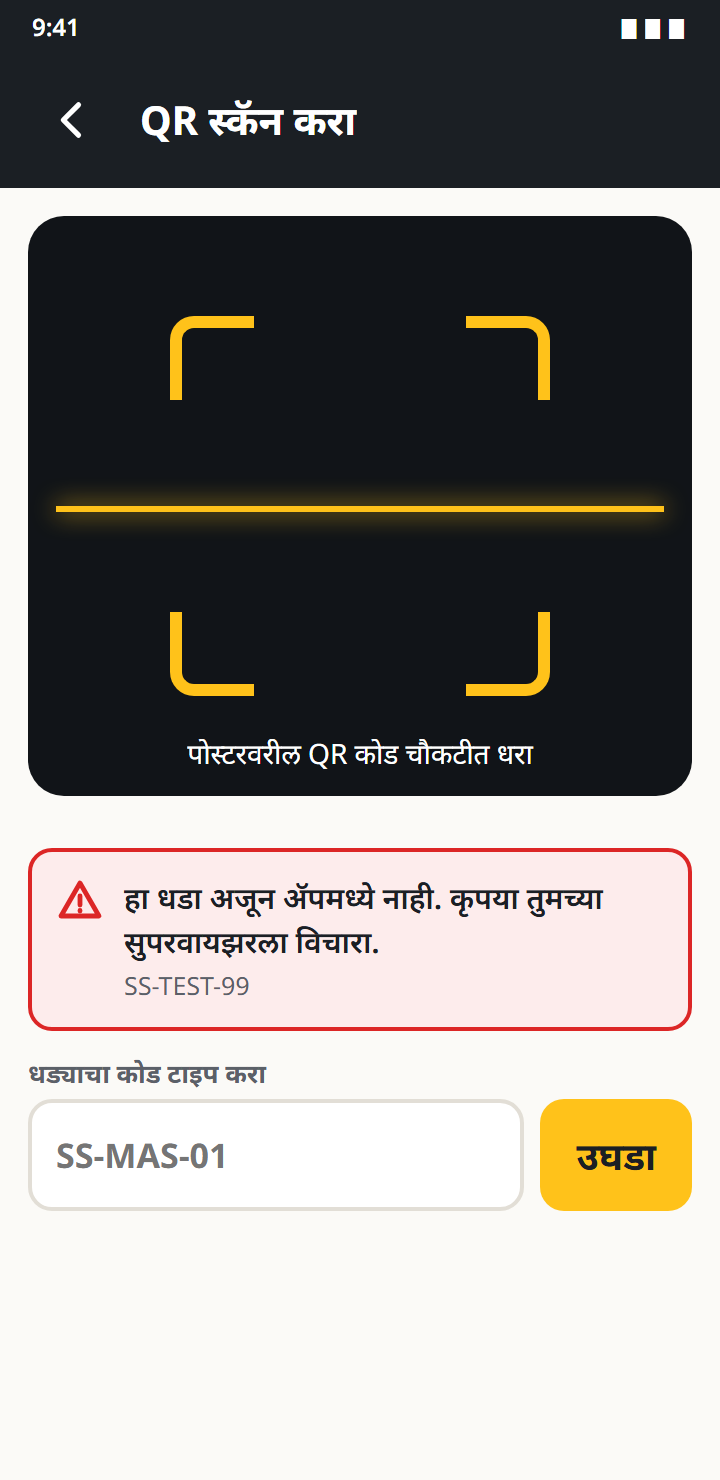 9:41
QR स्कॅन करा
पोस्टरवरील QR कोड चौकटीत धरा
हा धडा अजून ॲपमध्ये नाही. कृपया तुमच्या
सुपरवायझरला विचारा.
SS-TEST-99
धड्याचा कोड टाइप करा
SS-MAS-01
उघडा